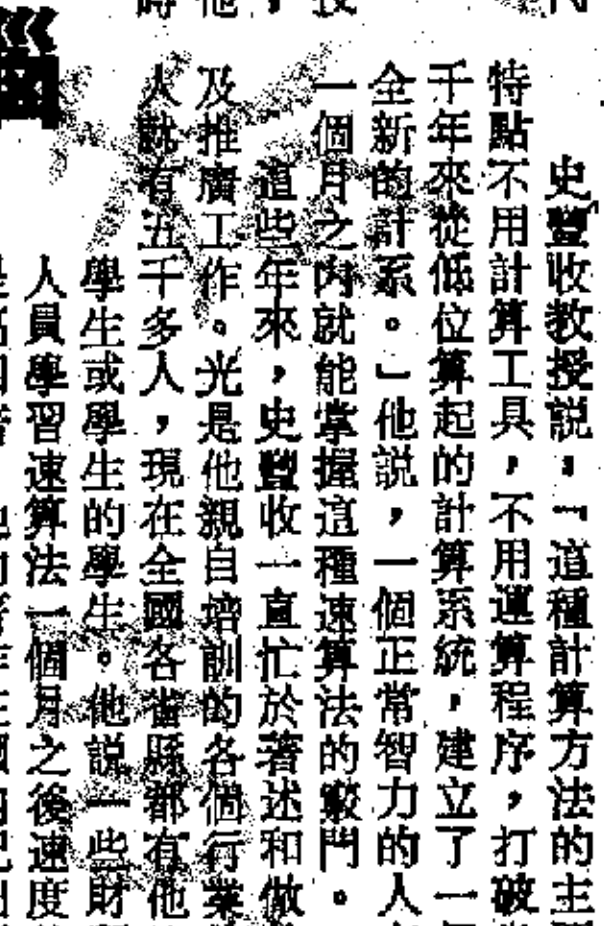 史豐收教授説，「這種計算方法的主
特點不用計算工具，不用運算程序，打破
千年來從低位算起的計算系統，建立了一
全新的計系。」他説，一個正常智力的人
一個月之内就能掌握這種速算法的竅門。
這些年來，史豐收一直忙於著述和做
及推廣工作。光是他親自培訓的各個行業
人就有五千多人，現在全國各省縣都有他
學生或學生的學生。他説一些財
人員學習速算法一個月之後速度